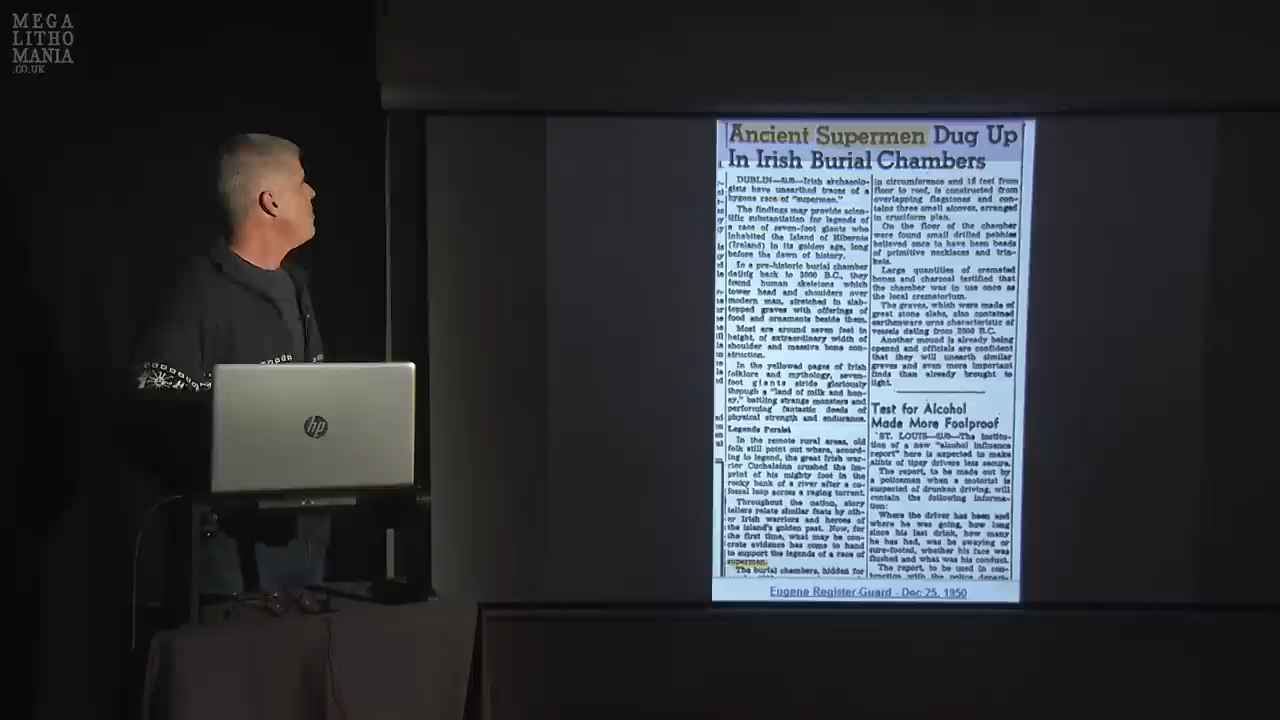 MEGA
LITHO
MANIA
.CO.UK
Ancient Supermen Dug Up
In Irish Burial Chambers
DUBLIN—(UP)—Irish archaeolo-
gists have unearthed traces of a
bygone race of "supermen."
The findings may provide scien-
tific substantiation for legends of
a race of seven-foot giants who
inhabited the Island of Hibernia
(Ireland) in its golden age, long
before the dawn of history.
In a pre-historic burial chamber
dating back to 2000 B.C., they
found human skeletons which
tower head and shoulders over
modern man, stretched in slab-
topped graves with offerings of
food and ornaments beside them.
Most are around seven feet in
height, of extraordinary width of
shoulder and massive bone con-
struction.
In the yellowed pages of Irish
folklore and mythology, seven-
foot giants stride gloriously
through a "land of milk and hon-
ey," battling strange monsters and
performing fantastic deeds of
physical strength and endurance.
Legends Persist
In the remote rural areas, old
folk still point out where, accord-
ing to legend, the great Irish war-
rior Cuchalainn crushed the im-
print of his mighty foot in the
rocky bank of a river after a co-
lossal leap across a raging torrent.
Throughout the nation, story
tellers relate similar feats by oth-
er Irish warriors and heroes of
the island's golden past. Now, for
the first time, what may be con-
crete evidence has come to hand
to support the legends of a race of
supermen.
The burial chambers, hidden for
in circumference and 16 feet from
floor to roof, is constructed from
overlapping flagstones and con-
tains three small alcoves, arranged
in cruciform plan.
On the floor of the chamber
were found small drilled pebbles
believed once to have been beads
of primitive necklaces and trin-
kets.
Large quantities of cremated
bones and charcoal testified that
the chamber was in use once as
the local crematorium.
The graves, which were made of
great stone slabs, also contained
earthenware urns characteristic of
vessels dating from 2000 B.C.
Another mound is already being
opened and officials are confident
that they will unearth similar
graves and even more important
finds than already brought to
light.
Test for Alcohol
Made More Foolproof
ST. LOUIS—(UP)—The institu-
tion of a new "alcohol influence
report" here is expected to make
alibis of tipsy drivers less secure.
The report, to be made out by
a policeman when a motorist is
suspected of drunken driving, will
contain the following informa-
tion:
Where the driver has been and
where he was going, how long
since his last drink, how many
he has had, was he swaying or
sure-footed, whether his face was
flushed and what was his conduct.
The report, to be used in con-
junction with the police depart-
Eugene Register-Guard - Dec 25, 1950
hp